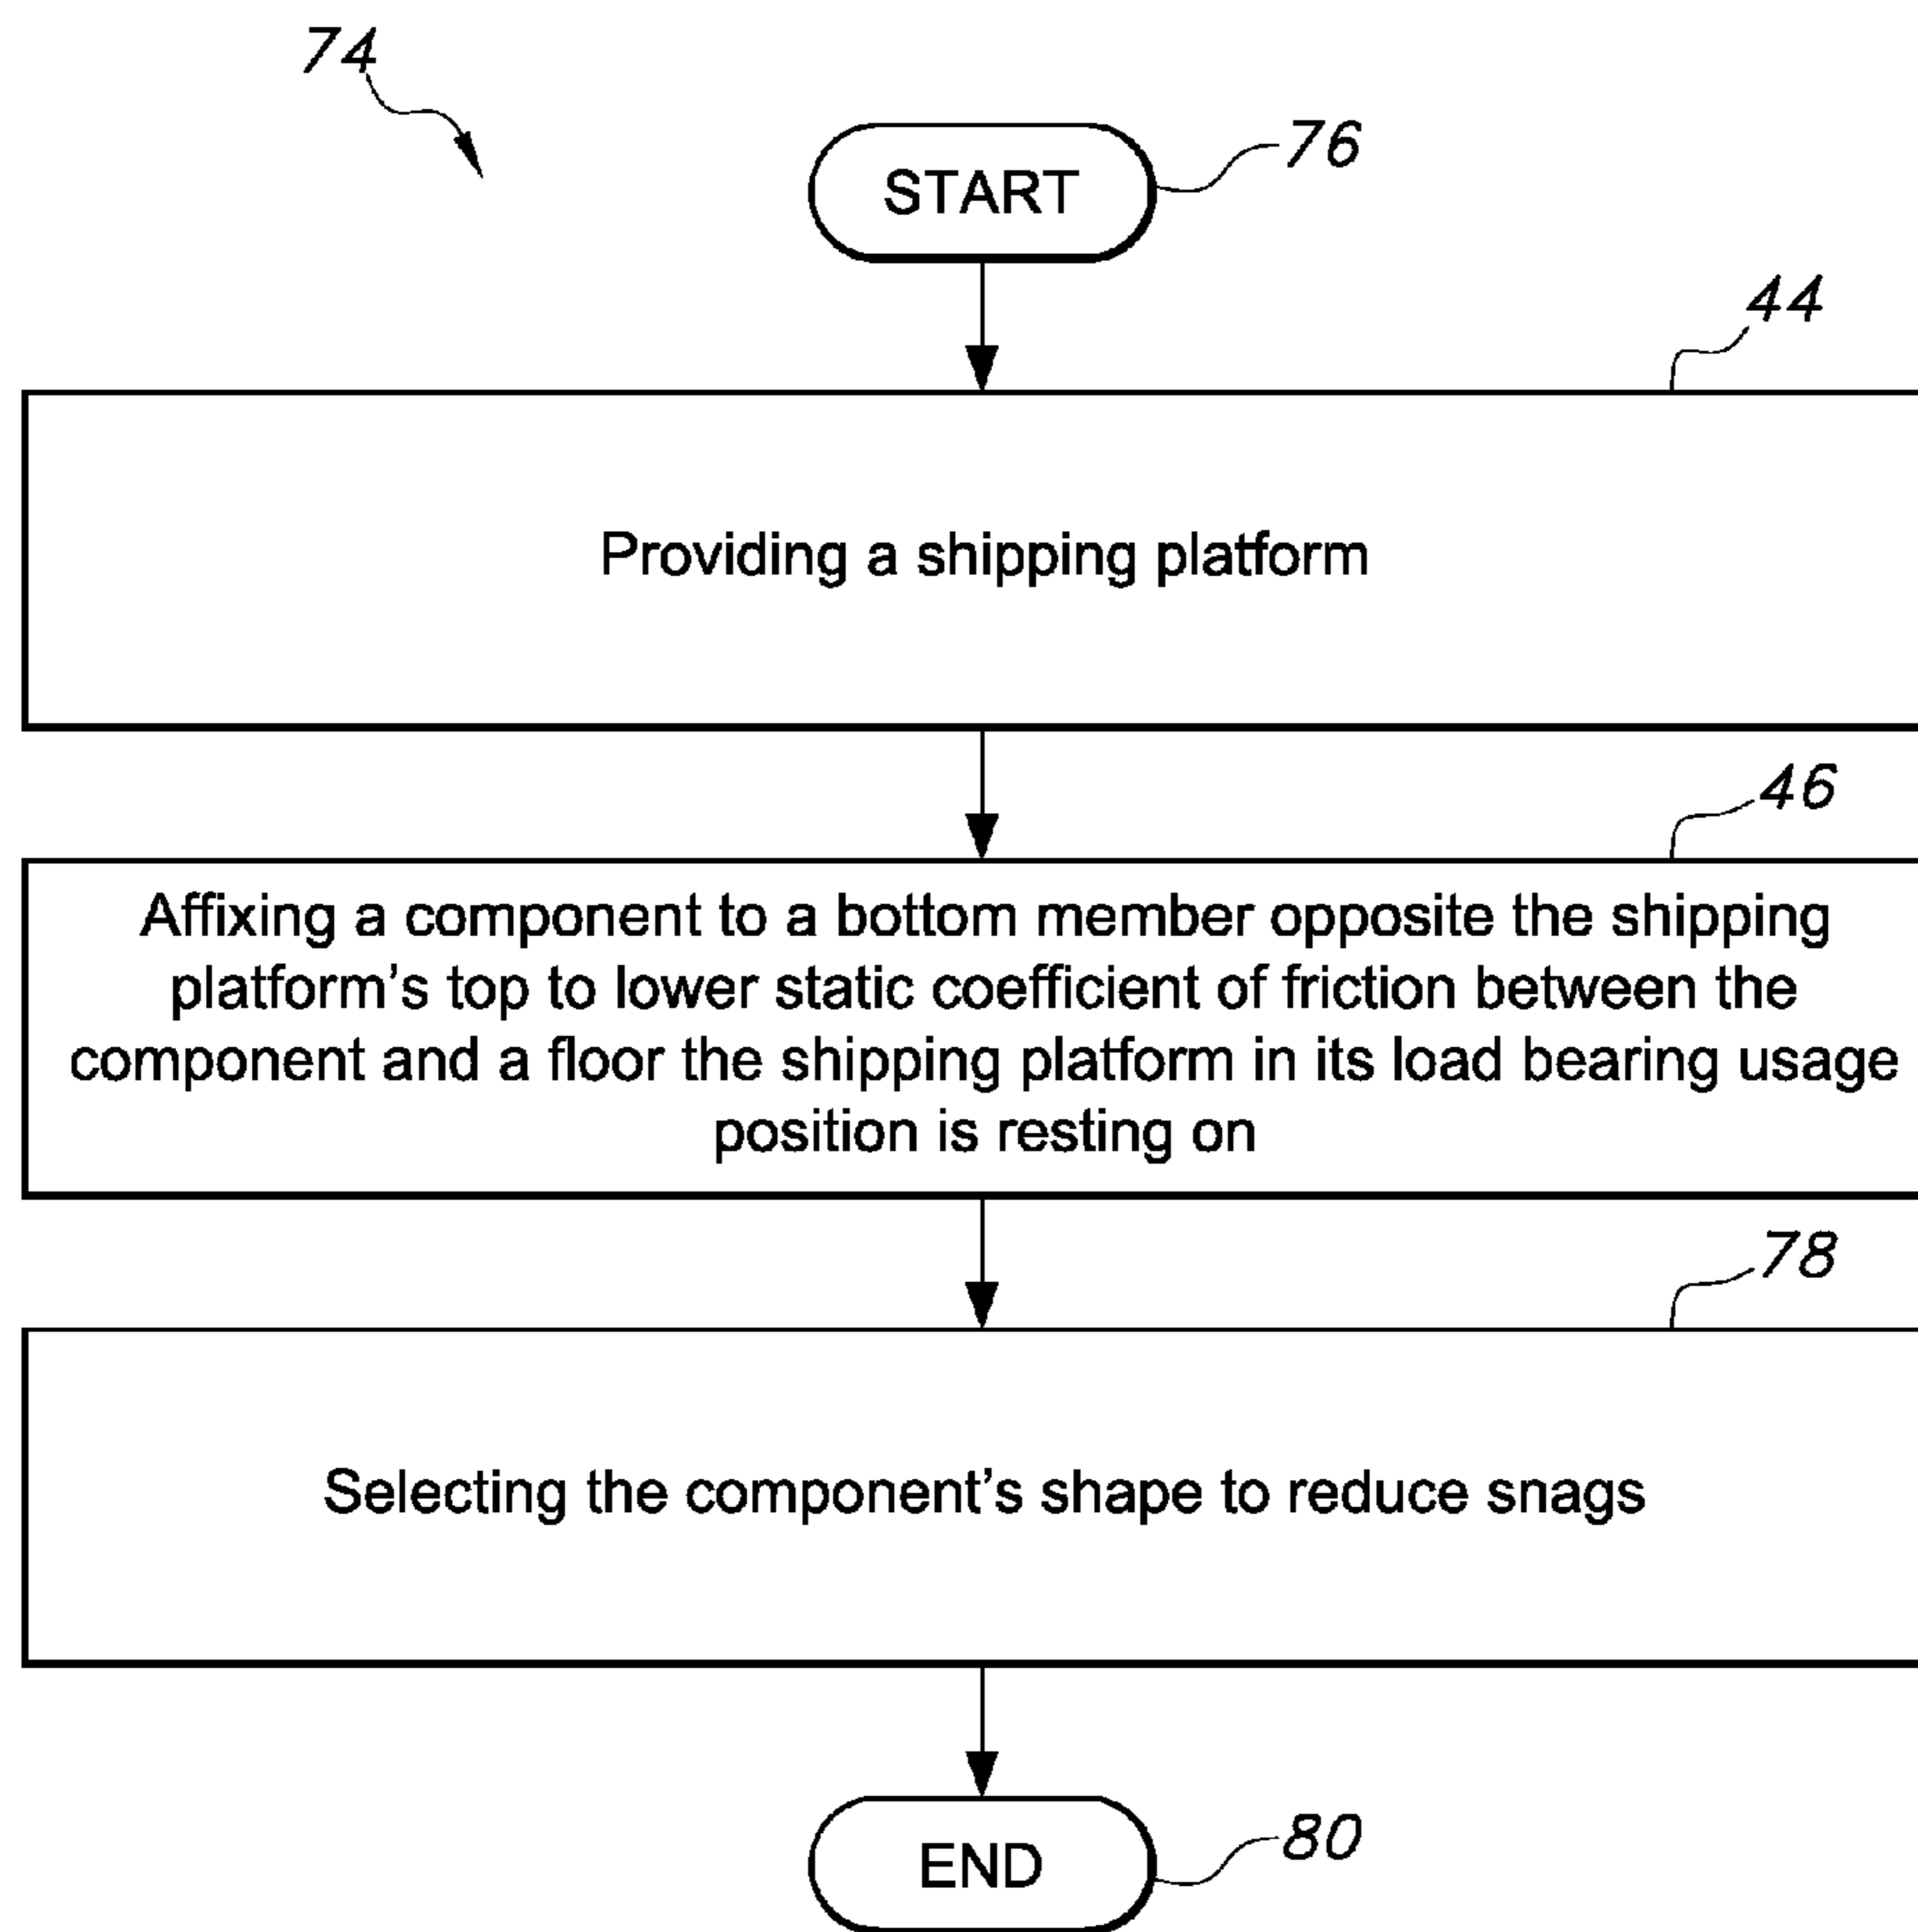 74
START
76
44
Providing a shipping platform
46
Affixing a component to a bottom member opposite the shipping
platform's top to lower static coefficient of friction between the
component and a floor the shipping platform in its load bearing usage
position is resting on
78
Selecting the component's shape to reduce snags
END
80